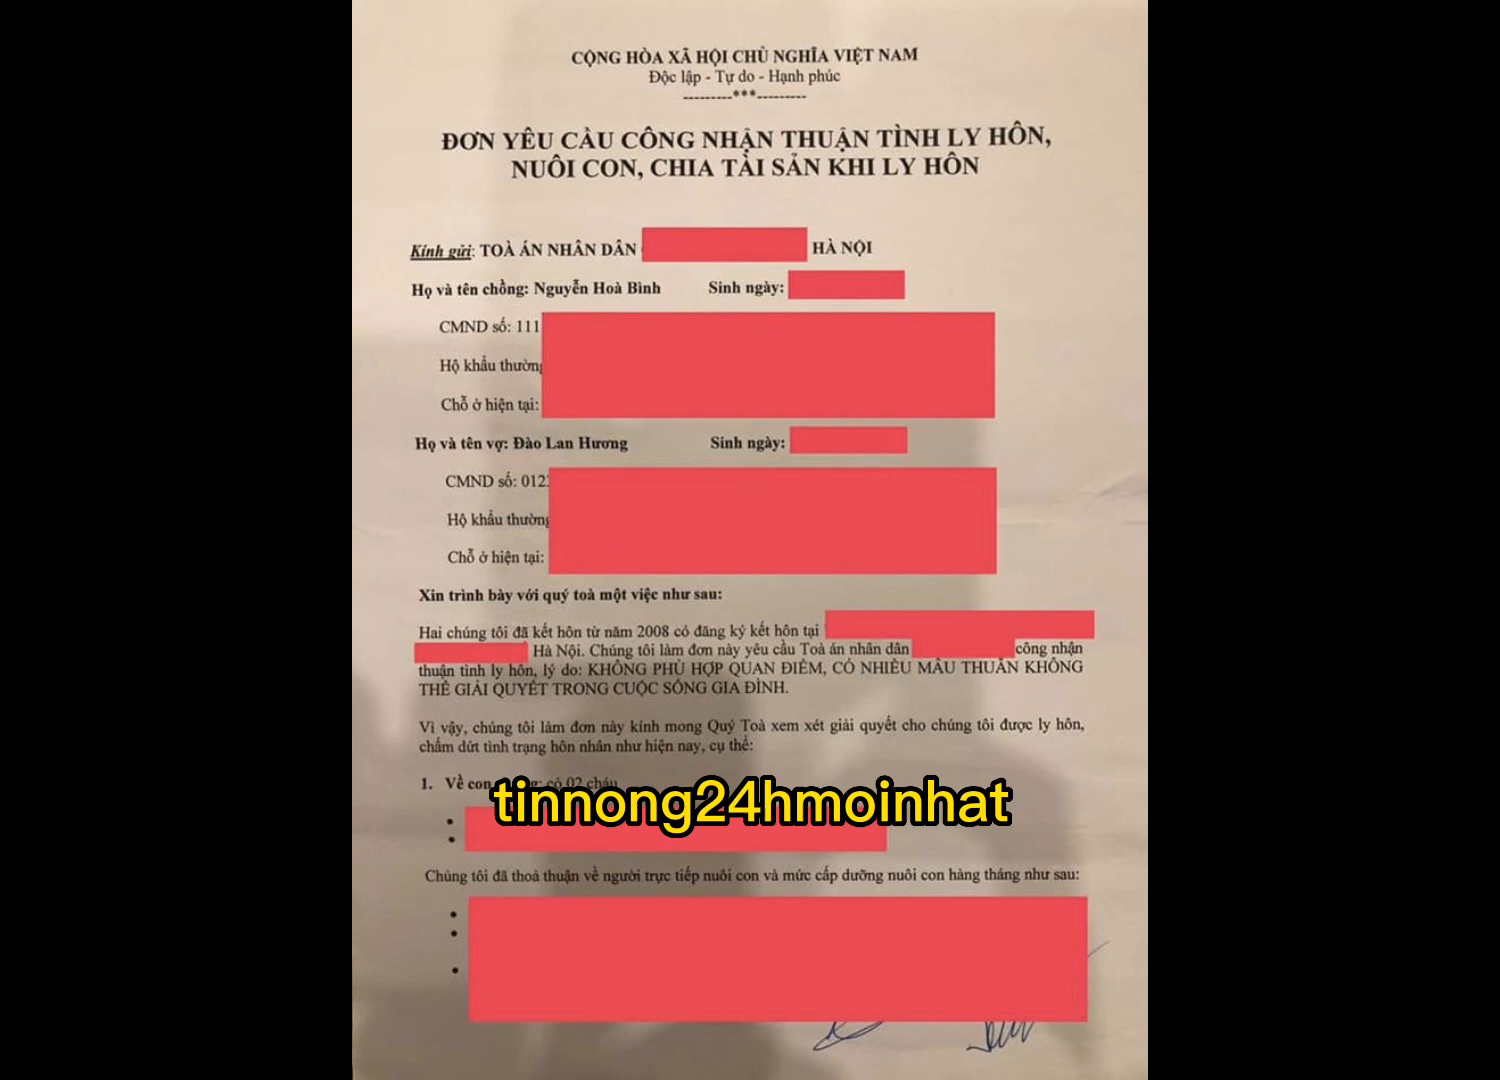 CỘNG HÒA XÃ HỘI CHỦ NGHĨA VIỆT NAM
Độc lập - Tự do - Hạnh phúc
---------***---------
ĐƠN YÊU CẦU CÔNG NHẬN THUẬN TÌNH LY HÔN,
NUÔI CON, CHIA TÀI SẢN KHI LY HÔN
Kính gửi: TOÀ ÁN NHÂN DÂN HÀ NỘI
Họ và tên chồng: Nguyễn Hoà Bình Sinh ngày:
CMND số: 111
Hộ khẩu thường
Chỗ ở hiện tại:
Họ và tên vợ: Đào Lan Hương Sinh ngày:
CMND số: 012
Hộ khẩu thường
Chỗ ở hiện tại:
Xin trình bày với quý toà một việc như sau:
Hai chúng tôi đã kết hôn từ năm 2008 có đăng ký kết hôn tại
Hà Nội. Chúng tôi làm đơn này yêu cầu Toà án nhân dân công nhận
thuận tình ly hôn, lý do: KHÔNG PHÙ HỢP QUAN ĐIỂM, CÓ NHIỀU MÂU THUẪN KHÔNG
THỂ GIẢI QUYẾT TRONG CUỘC SỐNG GIA ĐÌNH.
Vì vậy, chúng tôi làm đơn này kính mong Quý Toà xem xét giải quyết cho chúng tôi được ly hôn,
chấm dứt tình trạng hôn nhân như hiện nay, cụ thể:
1. Về con có 02 cháu
tinnong24hmoinhat
Chúng tôi đã thoả thuận về người trực tiếp nuôi con và mức cấp dưỡng nuôi con hàng tháng như sau: